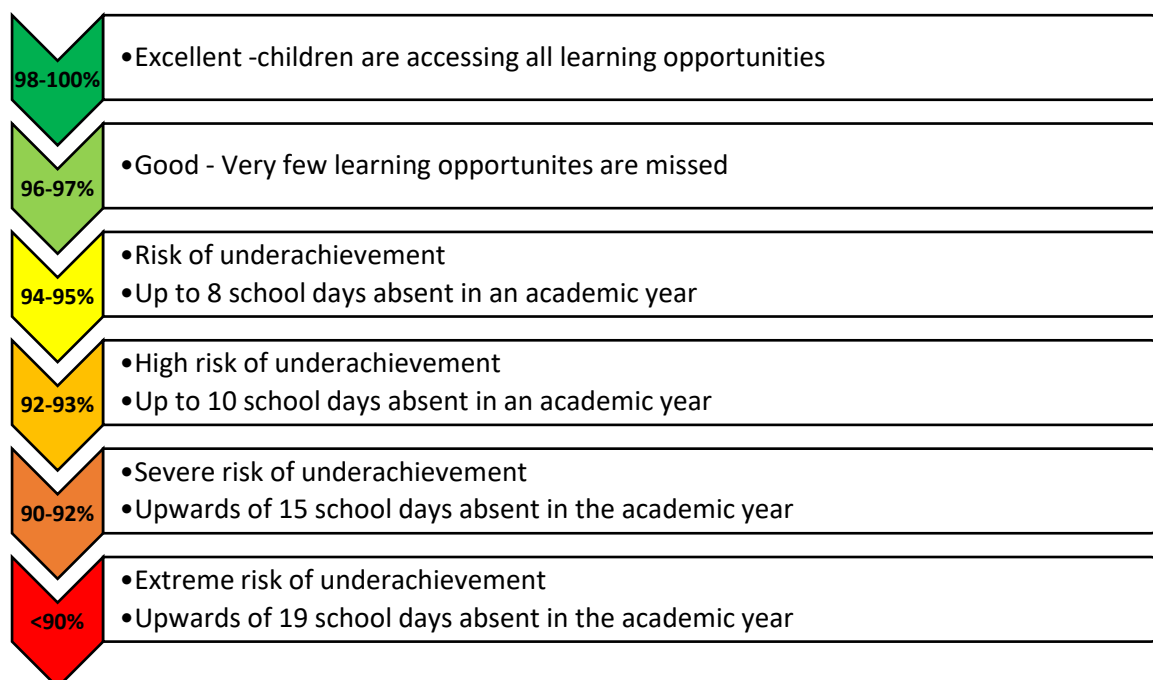 98-100%
•Excellent -children are accessing all learning opportunities
96-97%
•Good - Very few learning opportunites are missed
94-95%
•Risk of underachievement
•Up to 8 school days absent in an academic year
92-93%
•High risk of underachievement
•Up to 10 school days absent in an academic year
90-92%
•Severe risk of underachievement
•Upwards of 15 school days absent in the academic year
<90%
•Extreme risk of underachievement
•Upwards of 19 school days absent in the academic year